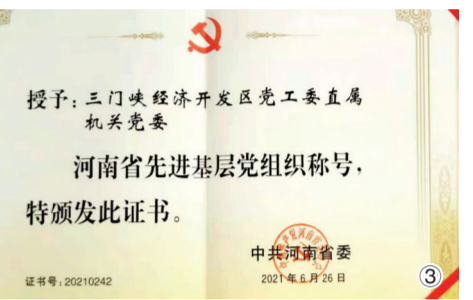 授予:三门峡经济开发区党工委直属
机关党委
河南省先进基层党组织称号,
特颁发此证书。
中共河南省委
2021年6月26日
证书号:20210242
③